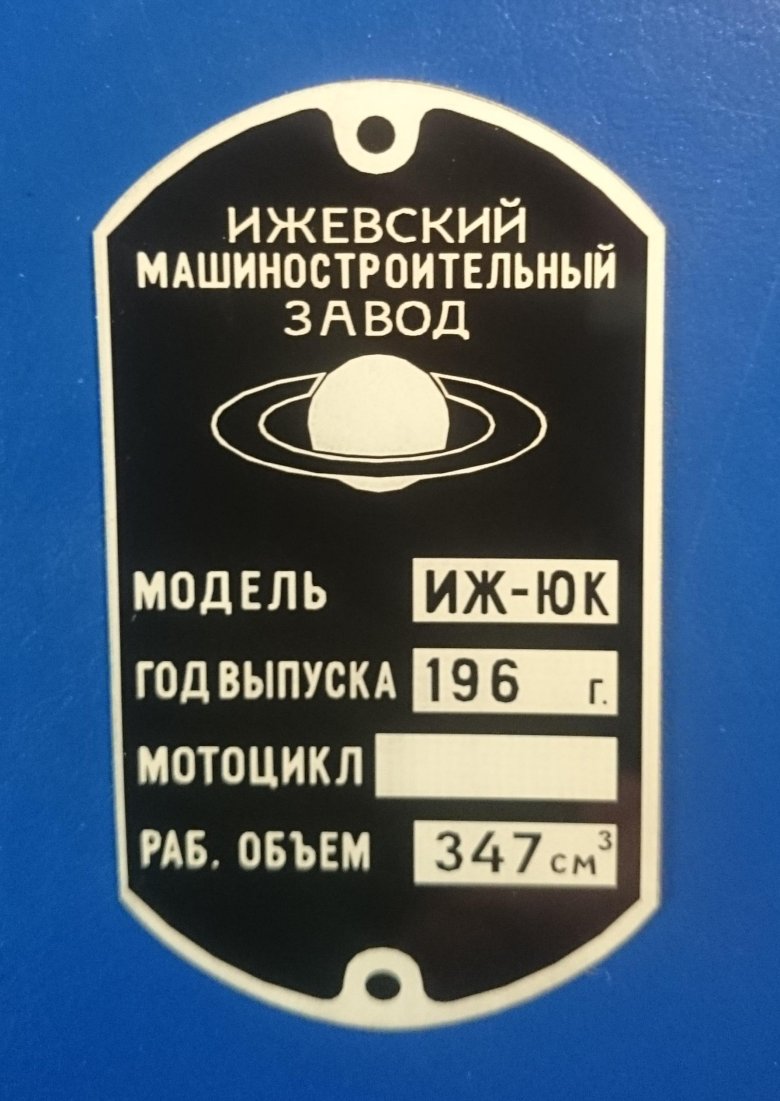 ИЖЕВСКИЙ
МАШИНОСТРОИТЕЛЬНЫЙ
ЗАВОД
МОДЕЛЬ ИЖ-ЮК
ГОД ВЫПУСКА 196 Г.
МОТОЦИКЛ
РАБ. ОБЪЕМ 347 СМ³